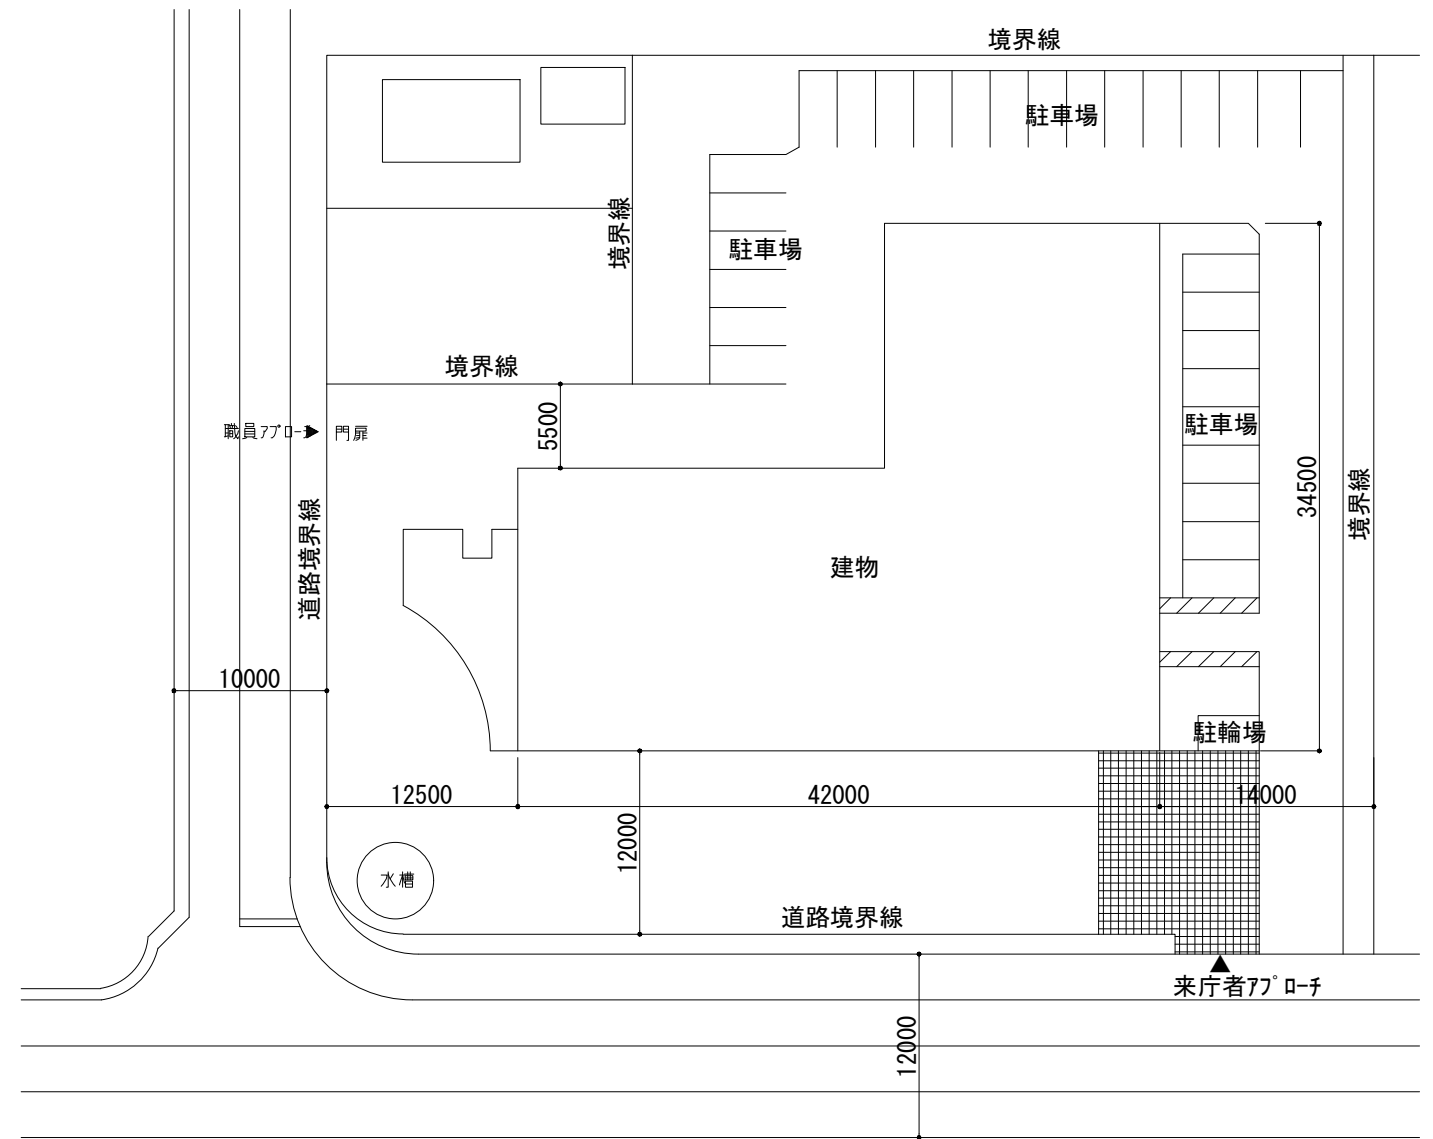 境界線
駐車場
境界線
駐車場
境界線
職員アプローチ
門扉
5500
駐車場
34500
境界線
道路境界線
建物
10000
駐輪場
12500
42000
14000
12000
水槽
道路境界線
来庁者アプローチ
12000